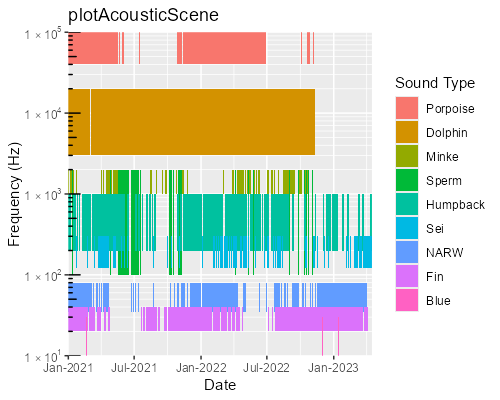 plotAcousticScene
Frequency (Hz)
1 × 10⁵
1 × 10⁴
1 × 10³
1 × 10²
1 × 10¹
Jan-2021 Jul-2021 Jan-2022 Jul-2022 Jan-2023
Date
Sound Type
Porpoise
Dolphin
Minke
Sperm
Humpback
Sei
NARW
Fin
Blue